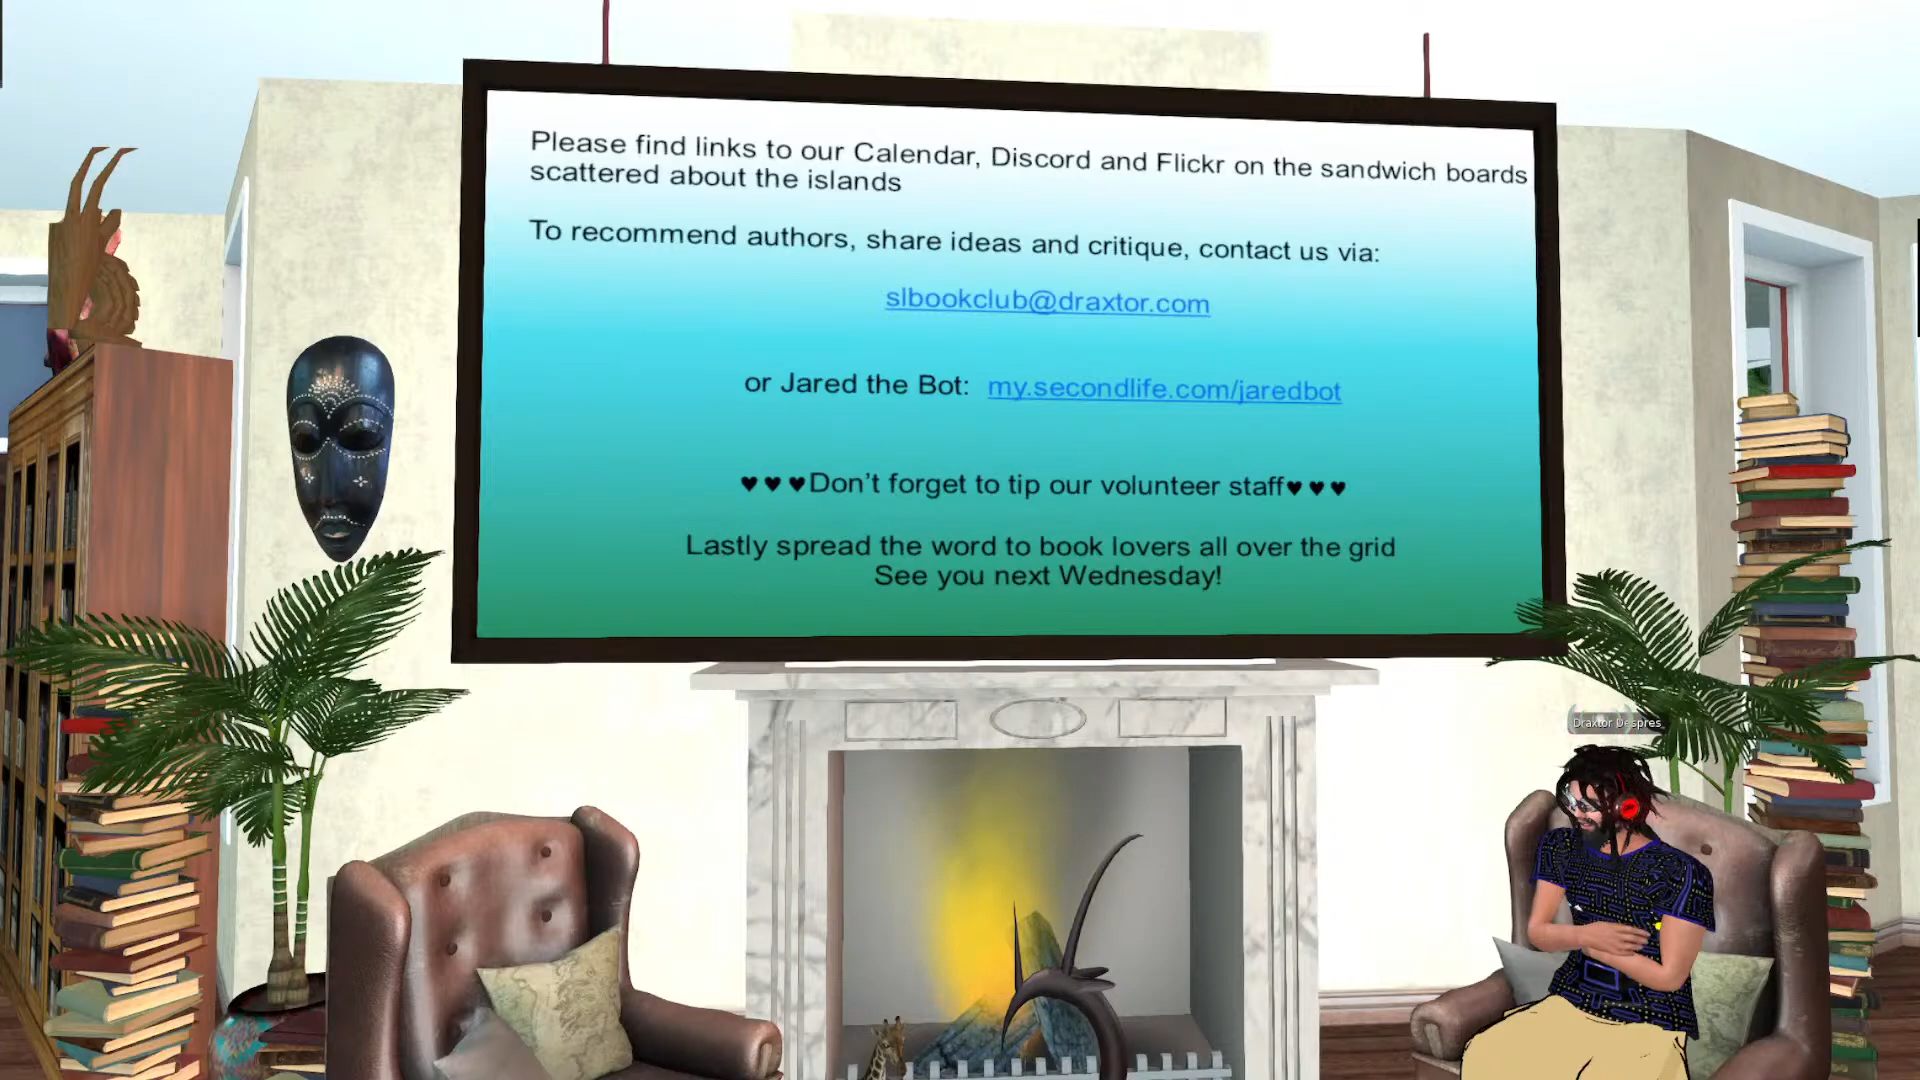 Please find links to our Calendar, Discord and Flickr on the sandwich boards
scattered about the islands
To recommend authors, share ideas and critique, contact us via:
slbookclub@draxtor.com
or Jared the Bot: my.secondlife.com/jaredbot
♥♥♥Don't forget to tip our volunteer staff♥♥♥
Lastly spread the word to book lovers all over the grid
See you next Wednesday!
Draxtor Despres